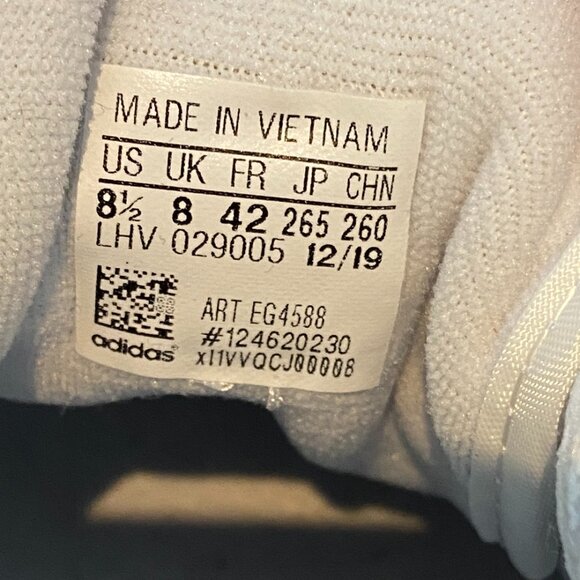 MADE IN VIETNAM
US UK FR JP CHN
8½ 8 42 265 260
LHV 029005 12/19
ART EG4588
#124620230
adidas
xI1VVQCJ00008